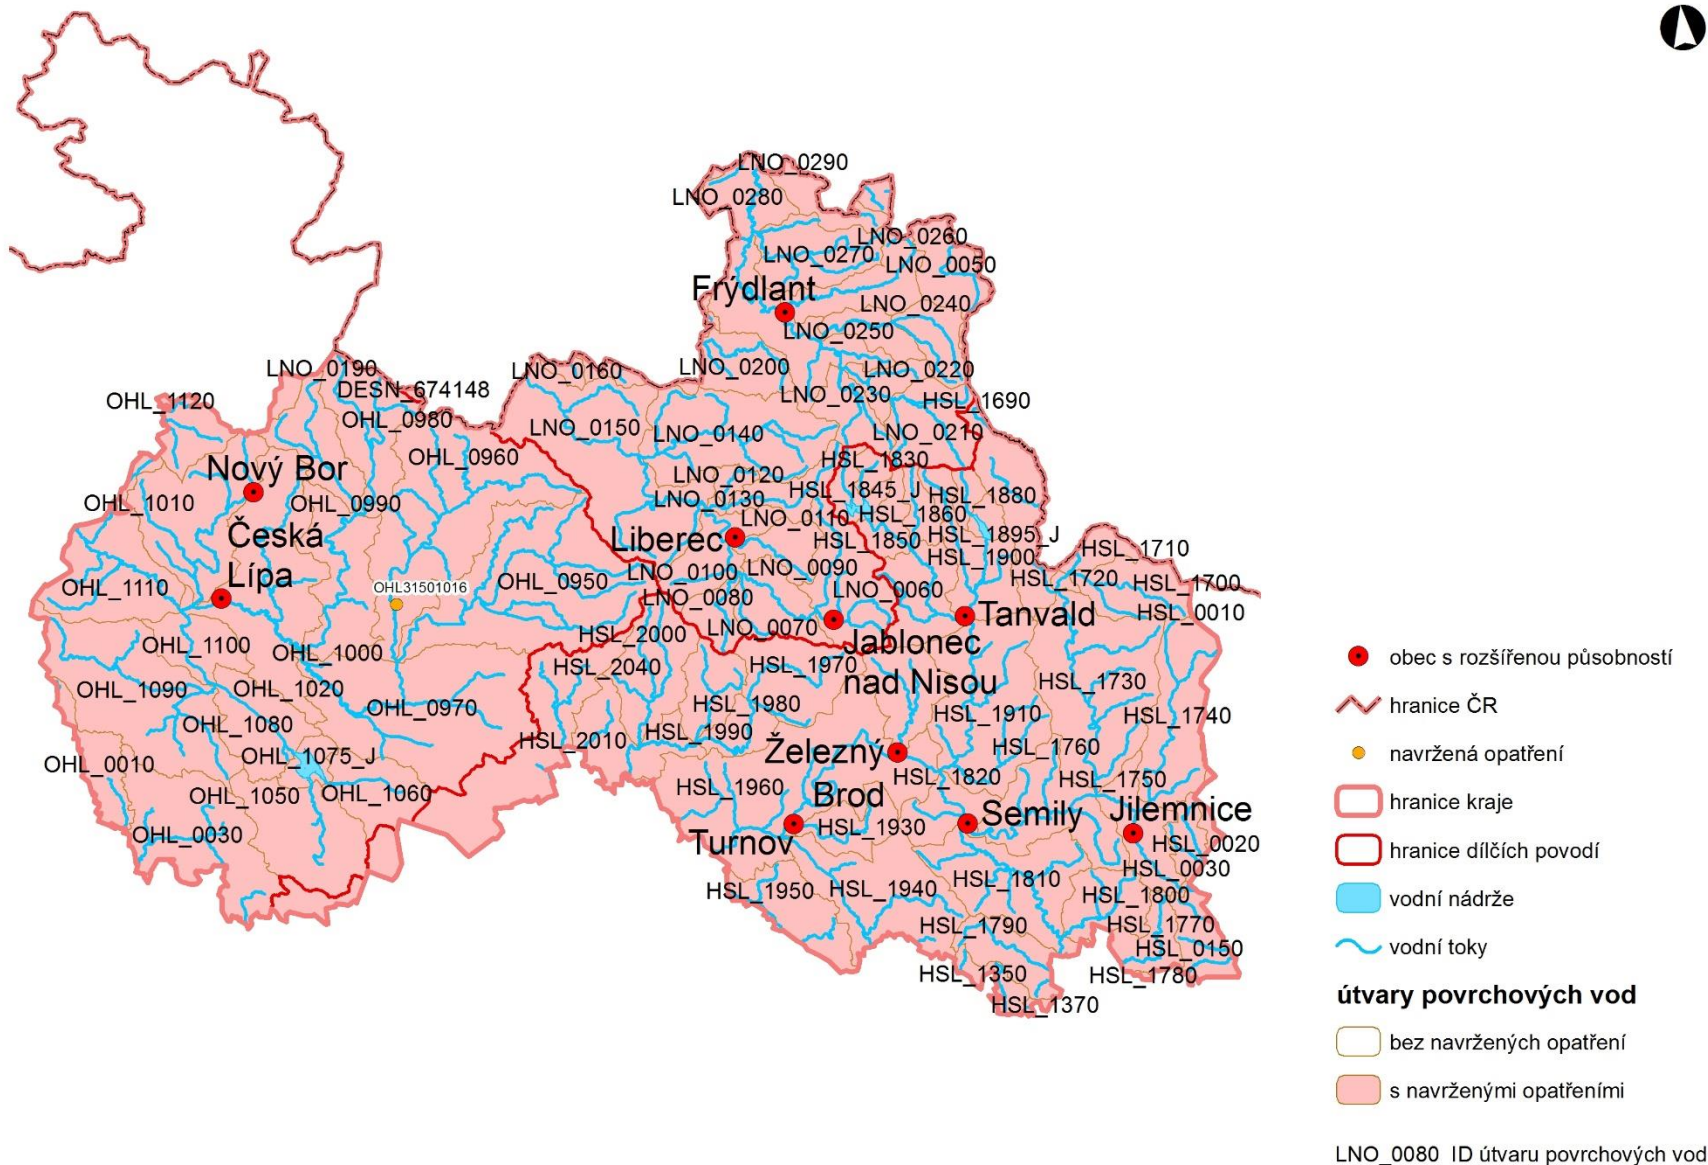 LNO_0290
LNO_0280
LNO_0260
LNO_0270
LNO_0050
Frýdlant
LNO_0240
LNO_0250
LNO_0190
LNO_0160
LNO_0200
LNO_0220
DESN_674148
LNO_0230
HSL_1690
OHL_1120
OHL_0980
LNO_0150
LNO_0140
LNO_0210
OHL_0960
HSL_1830
Nový Bor
LNO_0120
OHL_1010
OHL_0990
LNO_0130
HSL_1845_J
HSL_1880
LNO_0110
HSL_1860
Česká
Lípa
Liberec
HSL_1850
HSL_1895_J
HSL_1900
HSL_1710
OHL_1110
OHL31501016
OHL_0950
LNO_0100
LNO_0090
LNO_0060
HSL_1720
HSL_1700
LNO_0080
HSL_0010
LNO_0070
Tanvald
OHL_1100
OHL_1000
HSL_2000
Jablonec
nad Nisou
HSL_2040
HSL_1970
OHL_1090
OHL_1020
HSL_1730
OHL_0970
HSL_1980
HSL_1910
HSL_1740
OHL_1080
HSL_2010
HSL_1990
Železný
Brod
HSL_1760
OHL_0010
OHL_1075_J
HSL_1820
HSL_1750
OHL_1050
OHL_1060
HSL_1960
Semily
Jilemnice
OHL_0030
Turnov
HSL_1930
HSL_0020
HSL_0030
HSL_1950
HSL_1940
HSL_1810
HSL_1800
HSL_1790
HSL_1770
HSL_0150
HSL_1350
HSL_1780
HSL_1370
obec s rozšířenou působností
hranice ČR
navržená opatření
hranice kraje
hranice dílčích povodí
vodní nádrže
vodní toky
útvary povrchových vod
bez navržených opatření
s navrženými opatřeními
LNO_0080 ID útvaru povrchových vod